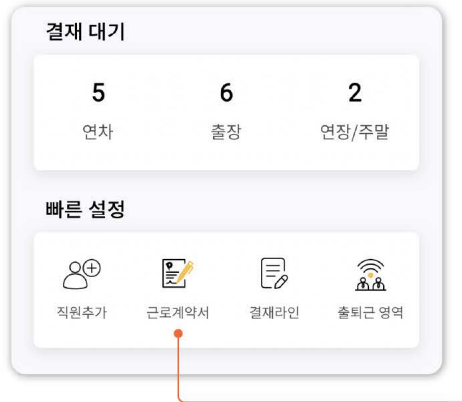 결재 대기
5 6 2
연차 출장 연장/주말
빠른 설정
직원추가 근로계약서 결재라인 출퇴근 영역